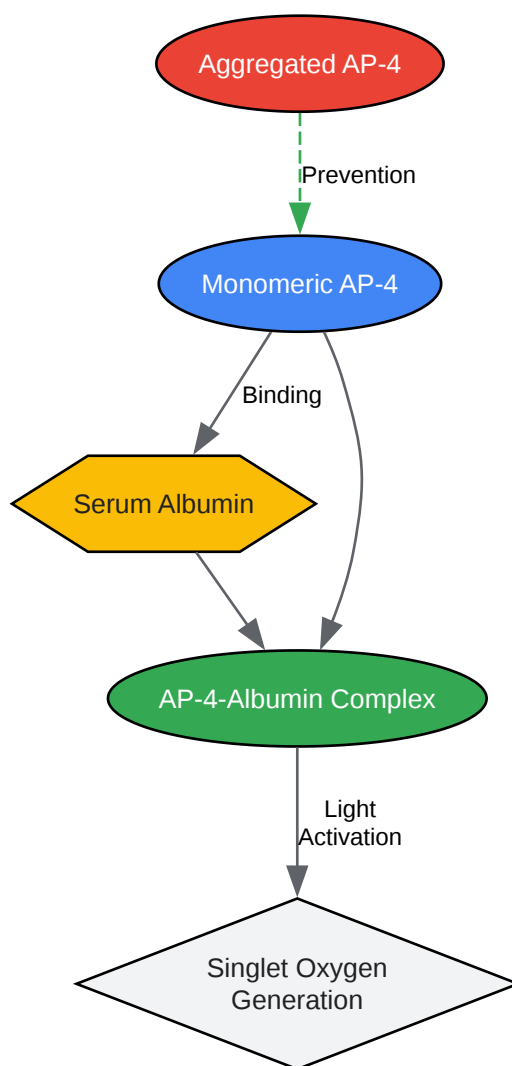 Aggregated AP-4
Prevention
Monomeric AP-4
Binding
Serum Albumin
AP-4-Albumin Complex
Light
Activation
Singlet Oxygen
Generation